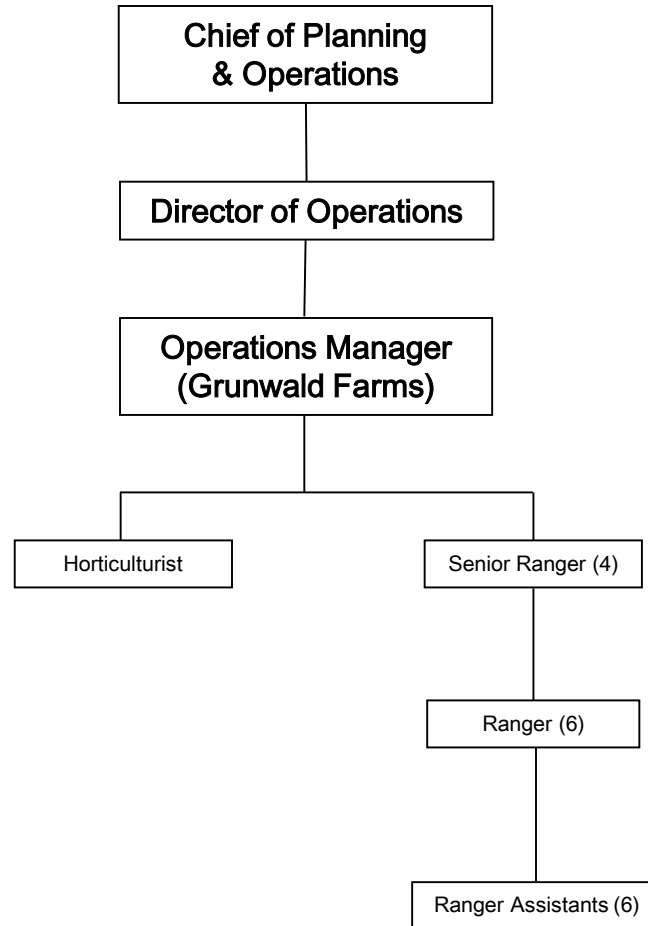 Chief of Planning
& Operations
Director of Operations
Operations Manager
(Grunwald Farms)
Horticulturist
Senior Ranger (4)
Ranger (6)
Ranger Assistants (6)